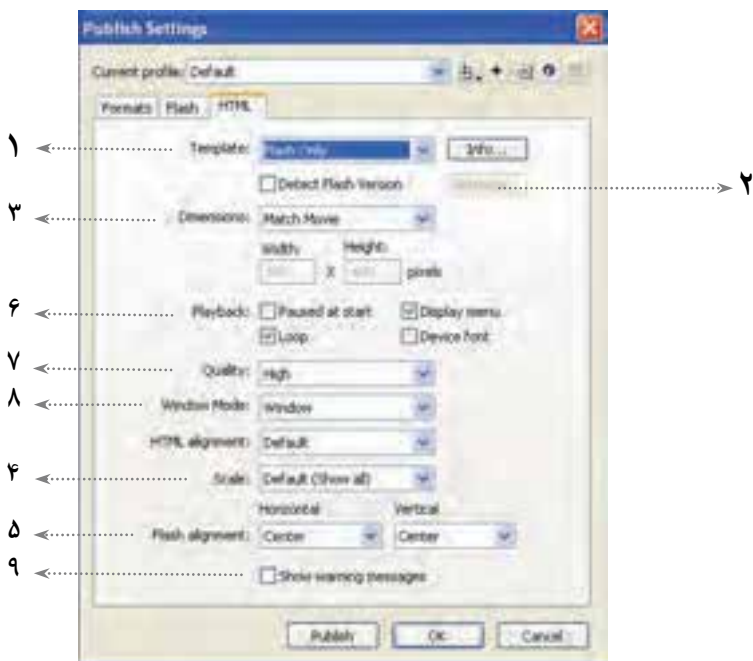 Publish Settings
Current profile: Default
Formats Flash HTML
۱ Template: Flash Only Info...
Detect Flash Version ۲
۳ Dimensions: Match Movie
Width: Height:
X pixels
۶ Playback: Paused at start Display menu
Loop Device font
۷ Quality: High
۸ Window Mode: Window
HTML alignment: Default
۴ Scale: Default (Show all)
Horizontal Vertical
۵ Flash alignment: Center Center
۹ Show warning messages
Publish OK Cancel